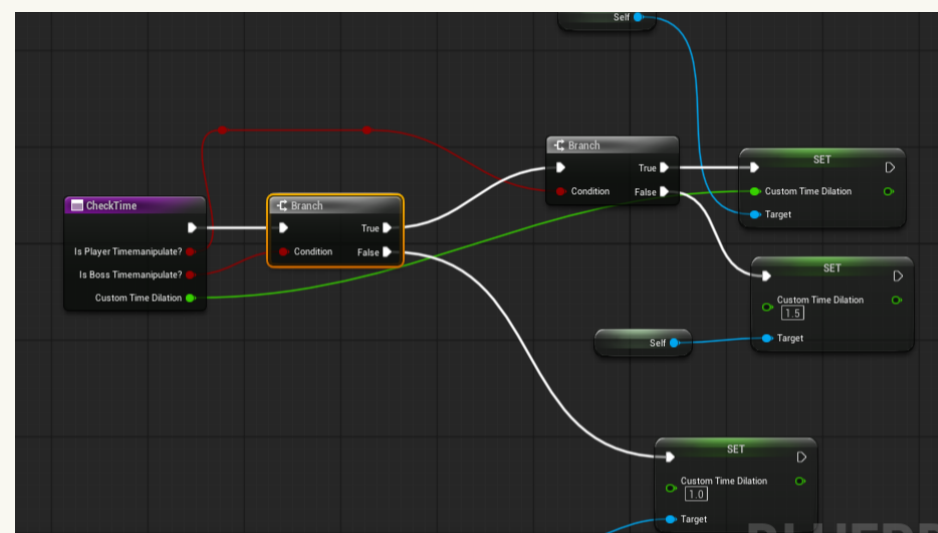 Self
Branch
True
Condition
False
SET
Custom Time Dilation
Target
CheckTime
Is Player Timemanipulate?
Is Boss Timemanipulate?
Custom Time Dilation
Branch
True
Condition
False
SET
Custom Time Dilation
1.5
Target
Self
SET
Custom Time Dilation
1.0
Target